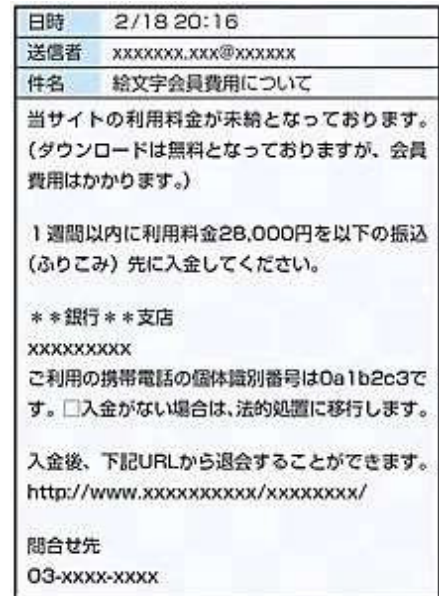 日時 2/18 20:16
送信者 xxxxxxx.xxx@xxxxxx
件名 絵文字会員費用について
当サイトの利用料金が未納となっております。
(ダウンロードは無料となっておりますが、会員
費用はかかります。)
1週間以内に利用料金28,000円を以下の振込
(ふりこみ)先に入金してください。
**銀行**支店
xxxxxxxxx
ご利用の携帯電話の個体識別番号は0a1b2c3で
す。□入金がない場合は、法的処置に移行します。
入金後、下記URLから退会することができます。
http://www.xxxxxxxxxx/xxxxxxxx/
問合せ先
03-xxxx-xxxx